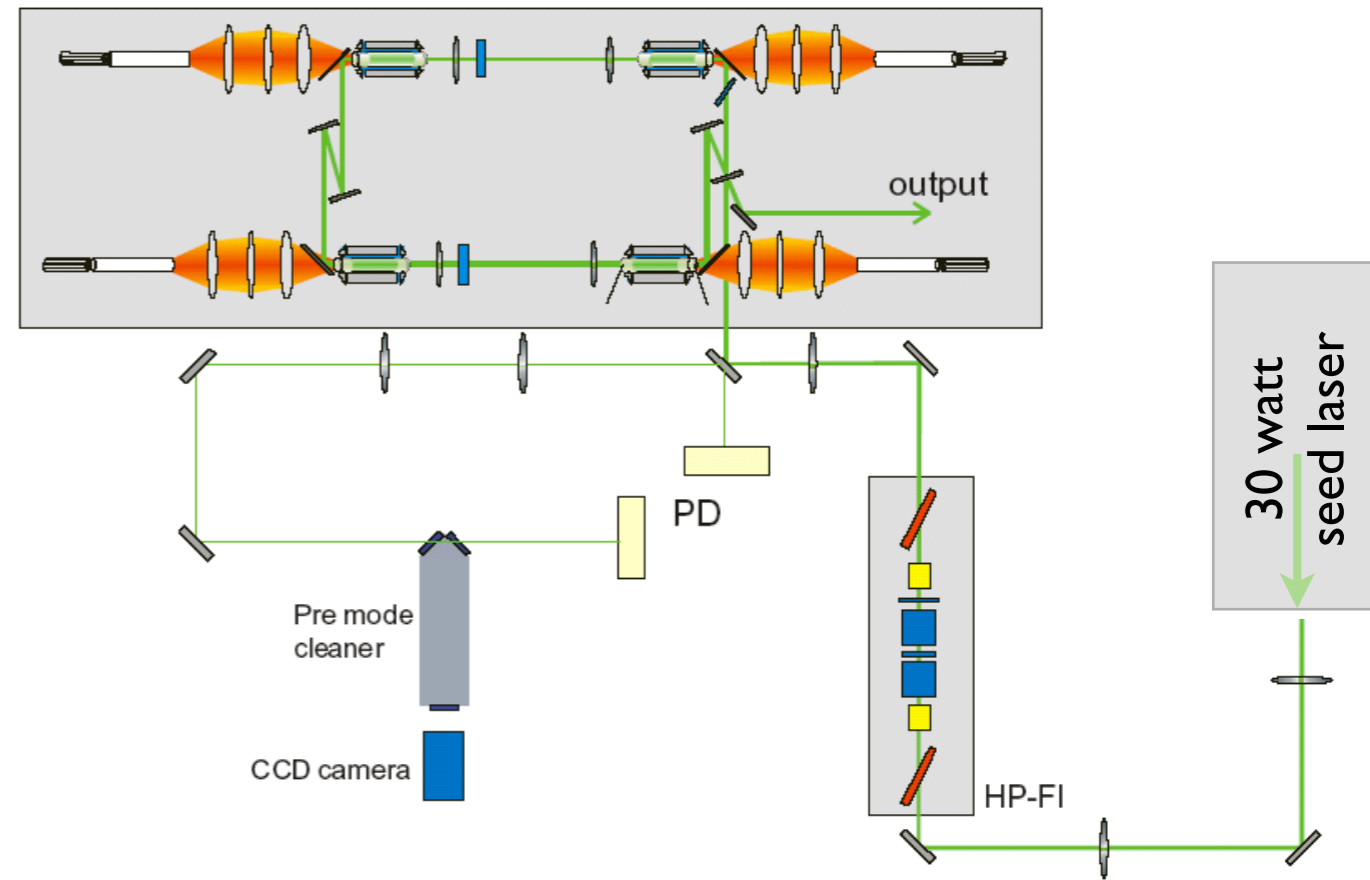 output
30 watt
seed laser
PD
Pre mode
cleaner
CCD camera
HP-FI